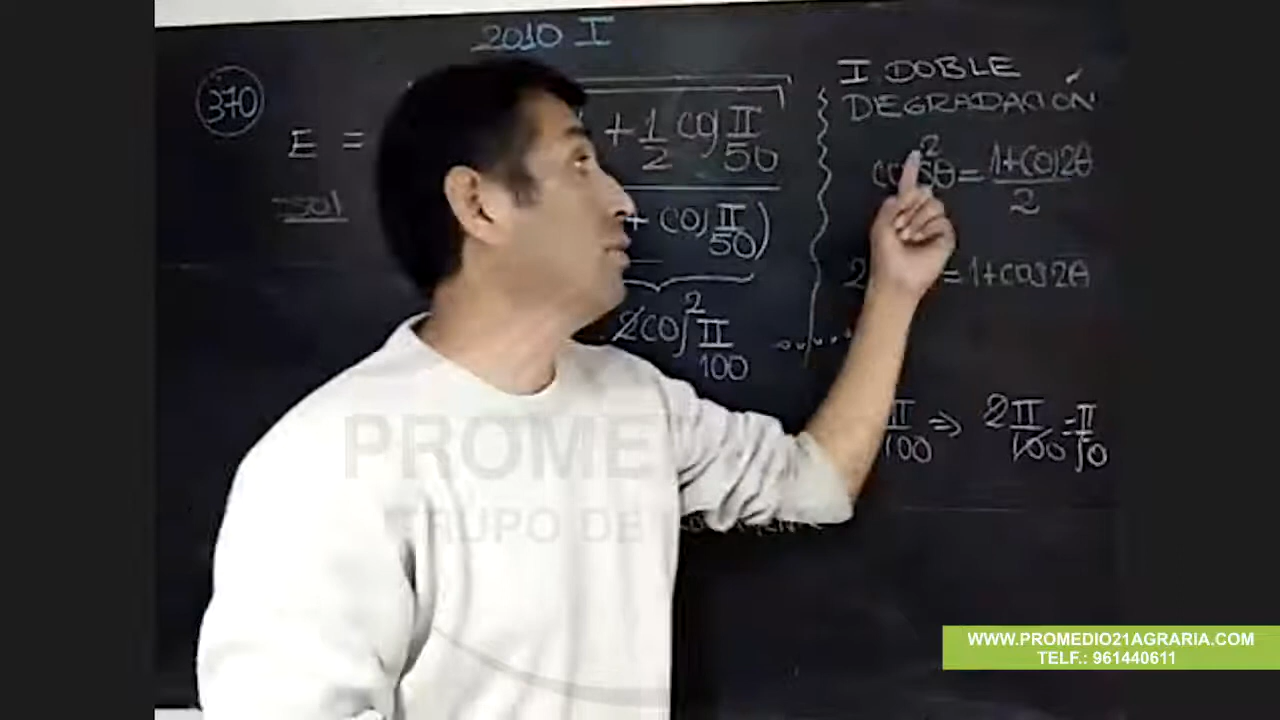 2010 I
370
E = + 1/2 cos π/50
Sol
+ cos π/50)
2cos² π/100
I. DOBLE
DEGRADACIÓN
cos²θ = 1+cos2θ/2
2 = 1+cos2θ
π/100 ⇒ 2π/100 = π/50
PROME
GRUPO DE
WWW.PROMEDIO21AGRARIA.COM
TELF.: 961440611